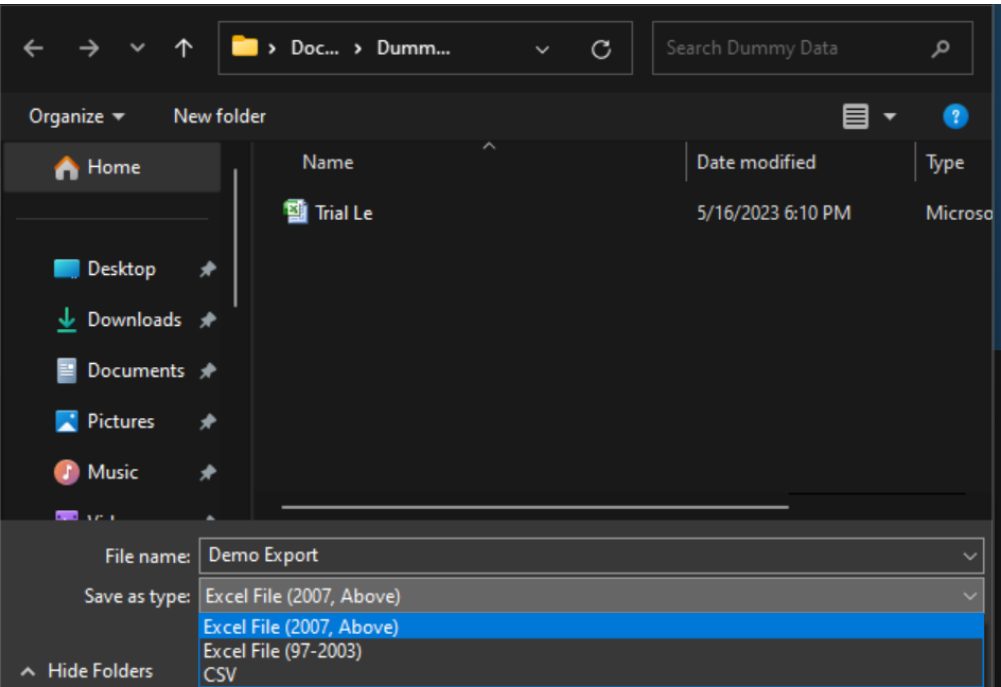 Doc... > Dumm...
Search Dummy Data
Organize
New folder
?
Home
Name
Date modified
Type
Trial Le
5/16/2023 6:10 PM
Microso
Desktop
Downloads
Documents
Pictures
Music
File name: Demo Export
Save as type: Excel File (2007, Above)
Excel File (2007, Above)
Excel File (97-2003)
Hide Folders
CSV